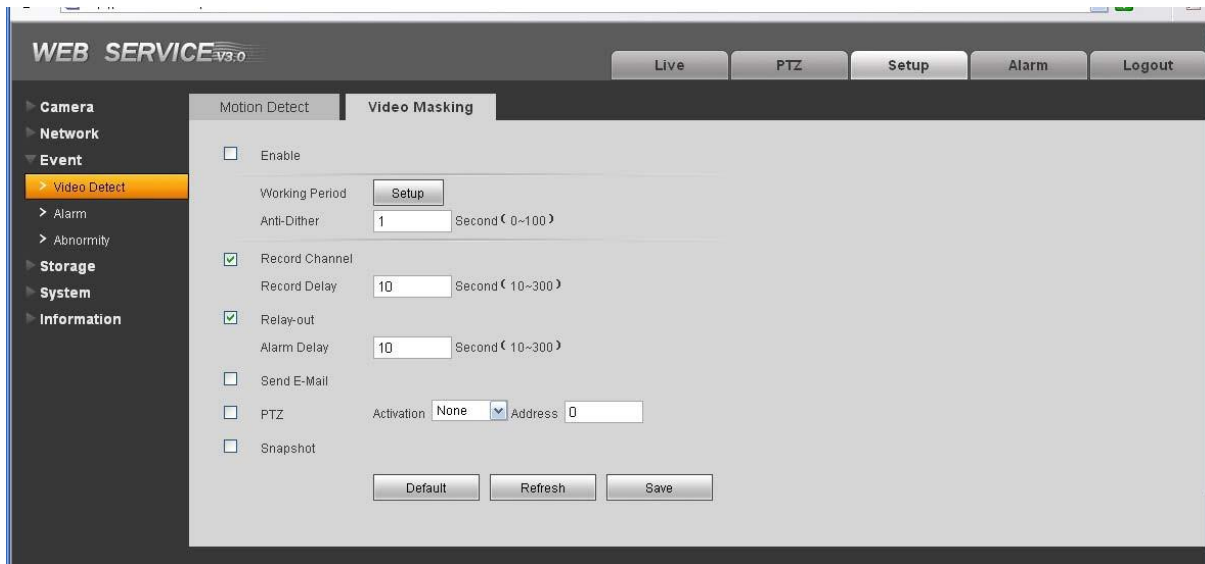 WEB SERVICE V3.0
Live PTZ Setup Alarm Logout
Camera
Network
Event
> Video Detect
> Alarm
> Abnormity
Storage
System
Information
Motion Detect Video Masking
Enable
Working Period Setup
Anti-Dither 1 Second ( 0~100 )
Record Channel
Record Delay 10 Second ( 10~300 )
Relay-out
Alarm Delay 10 Second ( 10~300 )
Send E-Mail
PTZ Activation None Address 0
Snapshot
Default Refresh Save